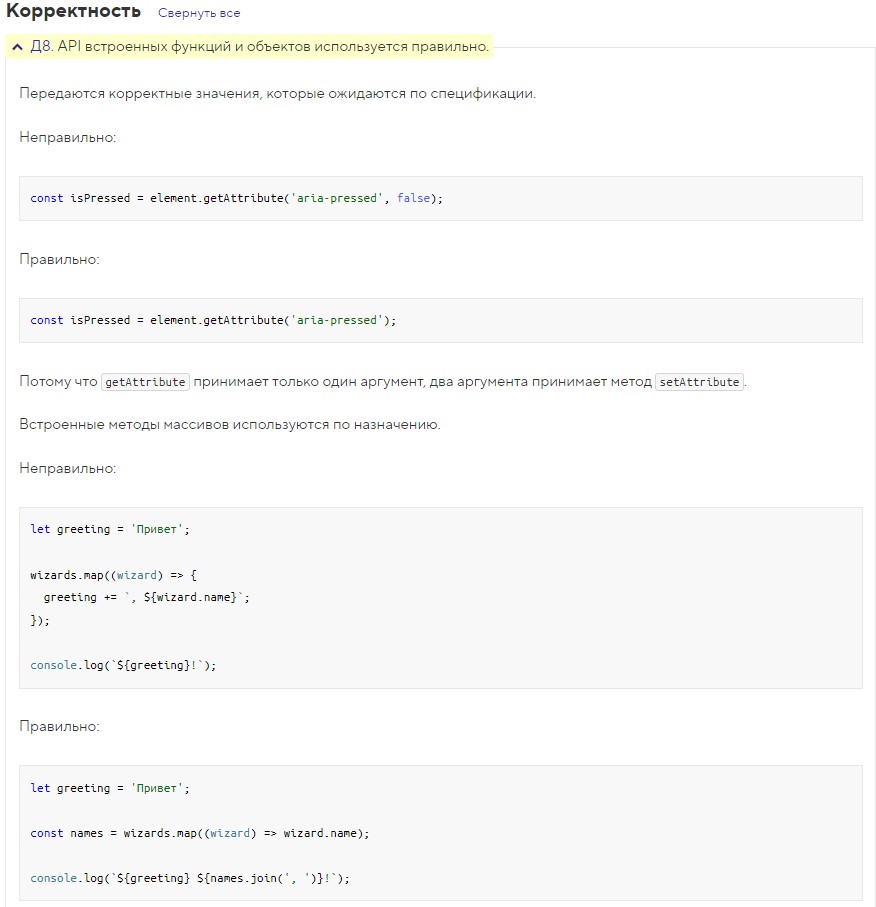 Корректность Свернуть все
Д8. API встроенных функций и объектов используется правильно.
Передаются корректные значения, которые ожидаются по спецификации.
Неправильно:
const isPressed = element.getAttribute('aria-pressed', false);
Правильно:
const isPressed = element.getAttribute('aria-pressed');
Потому что getAttribute принимает только один аргумент, два аргумента принимает метод setAttribute.
Встроенные методы массивов используются по назначению.
Неправильно:
let greeting = 'Привет';
wizards.map((wizard) => {
  greeting += `, ${wizard.name}`;
});
console.log(`${greeting}!`);
Правильно:
let greeting = 'Привет';
const names = wizards.map((wizard) => wizard.name);
console.log(`${greeting} ${names.join(', ')}!`);